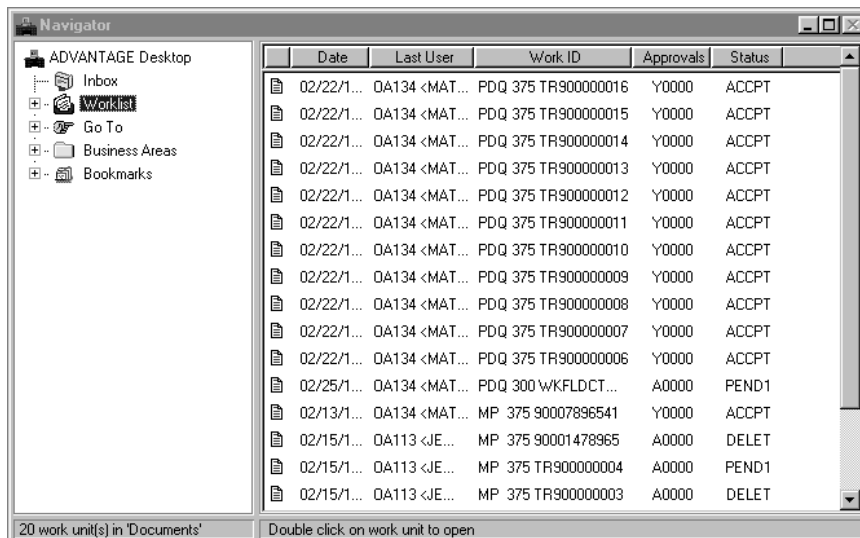 Navigator
ADVANTAGE Desktop
Inbox
Worklist
Go To
Business Areas
Bookmarks
Date Last User Work ID Approvals Status
02/22/1... OA134 <MAT... PDQ 375 TR900000016 Y0000 ACCPT
02/22/1... OA134 <MAT... PDQ 375 TR900000015 Y0000 ACCPT
02/22/1... OA134 <MAT... PDQ 375 TR900000014 Y0000 ACCPT
02/22/1... OA134 <MAT... PDQ 375 TR900000013 Y0000 ACCPT
02/22/1... OA134 <MAT... PDQ 375 TR900000012 Y0000 ACCPT
02/22/1... OA134 <MAT... PDQ 375 TR900000011 Y0000 ACCPT
02/22/1... OA134 <MAT... PDQ 375 TR900000010 Y0000 ACCPT
02/22/1... OA134 <MAT... PDQ 375 TR900000009 Y0000 ACCPT
02/22/1... OA134 <MAT... PDQ 375 TR900000008 Y0000 ACCPT
02/22/1... OA134 <MAT... PDQ 375 TR900000007 Y0000 ACCPT
02/22/1... OA134 <MAT... PDQ 375 TR900000006 Y0000 ACCPT
02/25/1... OA134 <MAT... PDQ 300 WKFLDCT... A0000 PEND1
02/13/1... OA134 <MAT... MP 375 90007896541 Y0000 ACCPT
02/15/1... OA113 <JE... MP 375 90001478965 A0000 DELET
02/15/1... OA113 <JE... MP 375 TR900000004 A0000 PEND1
02/15/1... OA113 <JE... MP 375 TR900000003 A0000 DELET
20 work unit(s) in 'Documents'
Double click on work unit to open